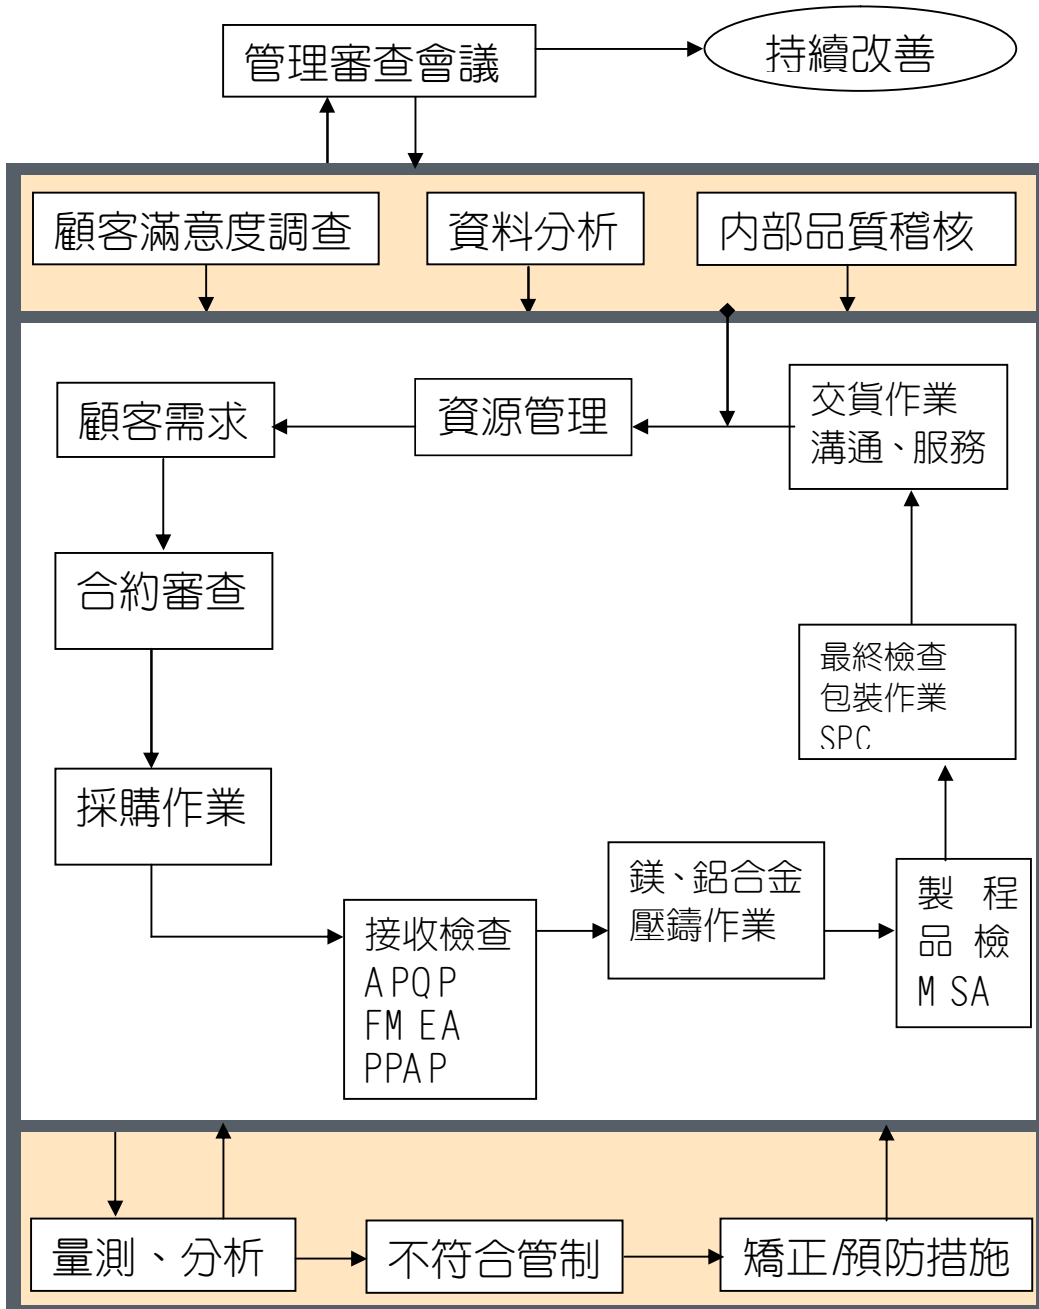 管理審查會議
持續改善
顧客滿意度調查
資料分析
内部品質稽核
顧客需求
資源管理
交貨作業
溝通、服務
合約審查
最終檢查
包裝作業
SPC
採購作業
接收檢查
APQP
FMEA
PPAP
鎂、鋁合金
壓鑄作業
製 程
品 檢
MSA
量測、分析
不符合管制
矯正/預防措施